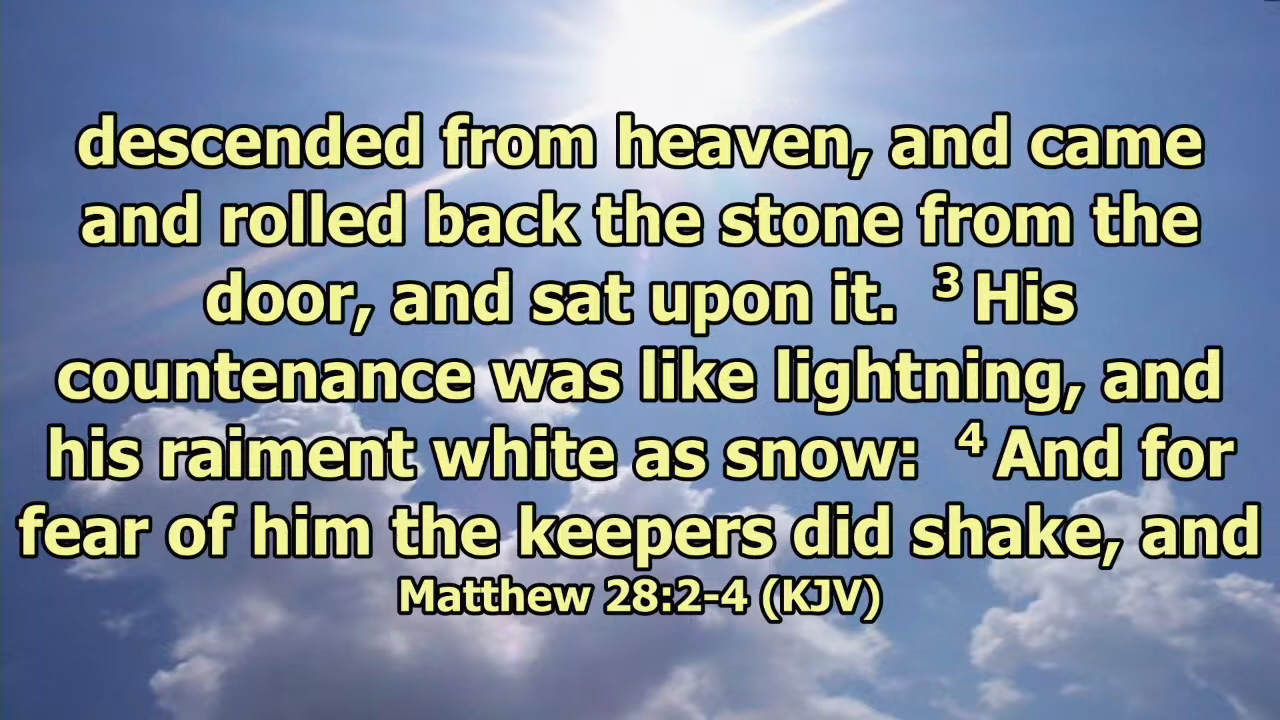 descended from heaven, and came
and rolled back the stone from the
door, and sat upon it. ³ His
countenance was like lightning, and
his raiment white as snow: ⁴ And for
fear of him the keepers did shake, and
Matthew 28:2-4 (KJV)